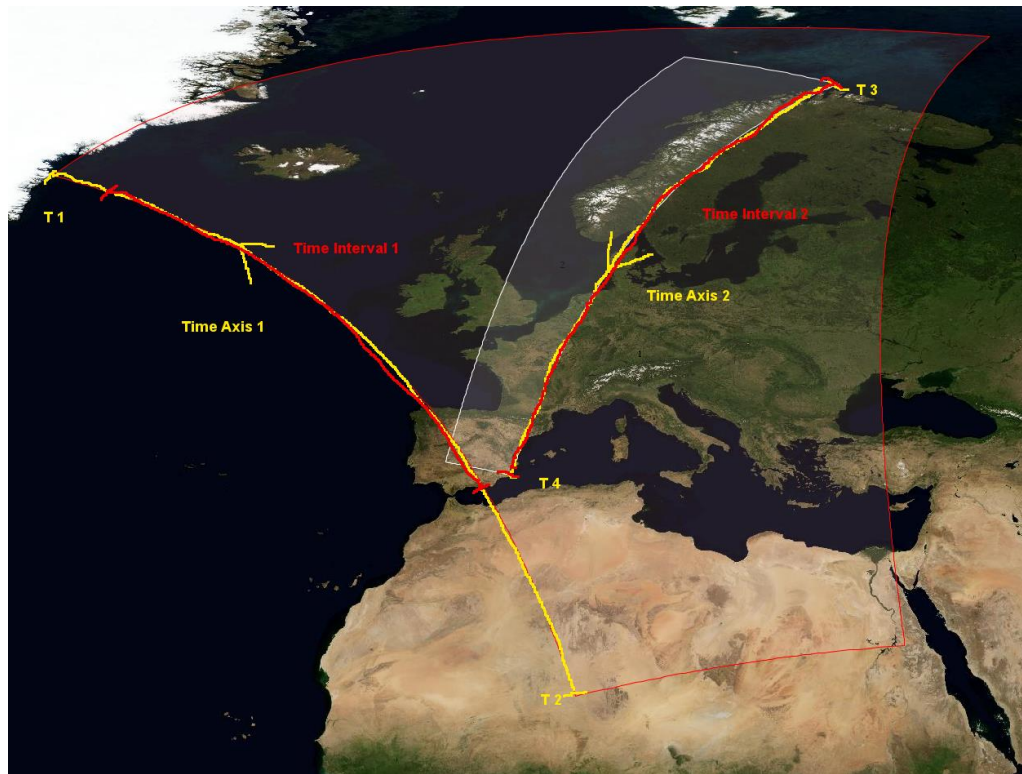 T 3
T 1
Time Interval 2
Time Interval 1
Time Axis 2
Time Axis 1
T 4
T 2